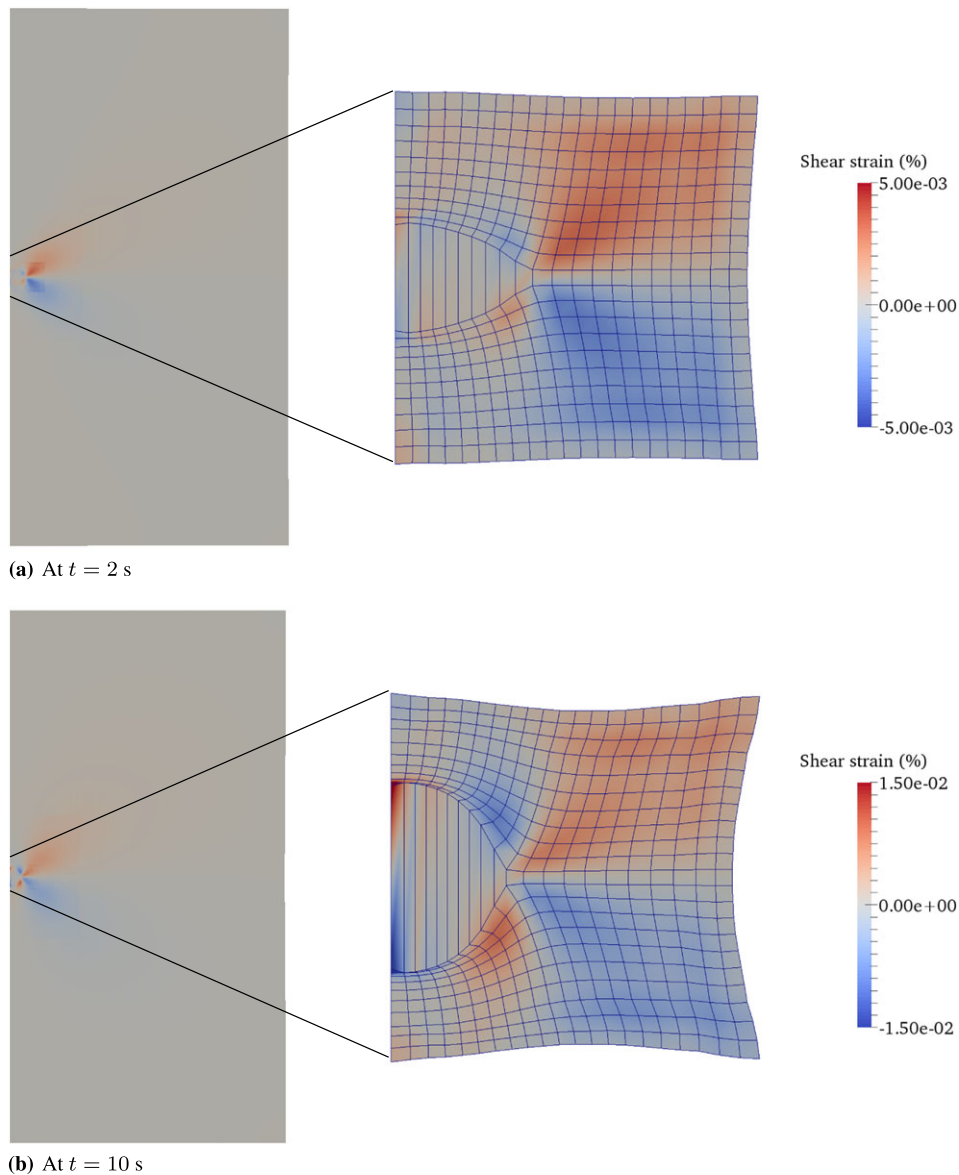 Shear strain (%)
5.00e-03
0.00e+00
-5.00e-03
(a) At t = 2 s
Shear strain (%)
1.50e-02
0.00e+00
-1.50e-02
(b) At t = 10 s